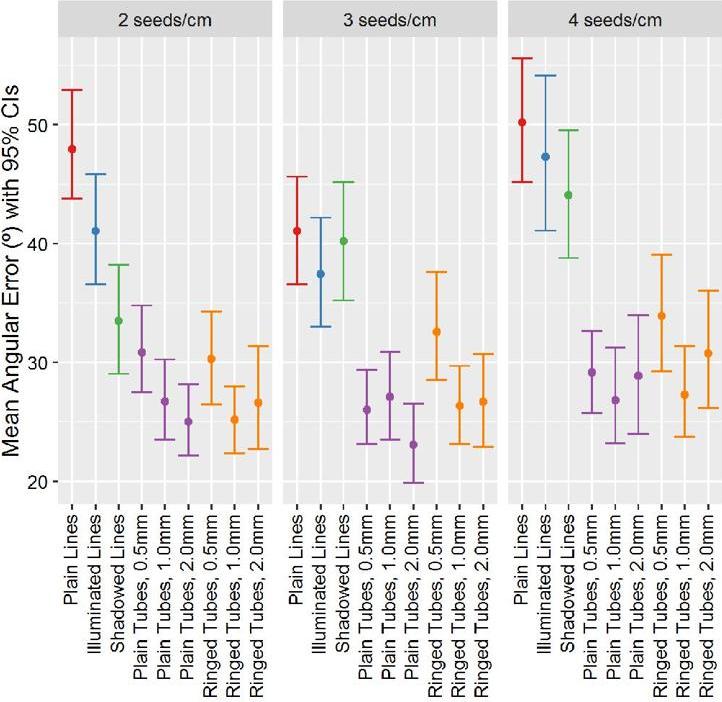 2 seeds/cm
3 seeds/cm
4 seeds/cm
Mean Angular Error (º) with 95% CIs
50
40
30
20
Plain Lines
Illuminated Lines
Shadowed Lines
Plain Tubes, 0.5mm
Plain Tubes, 1.0mm
Plain Tubes, 2.0mm
Ringed Tubes, 0.5mm
Ringed Tubes, 1.0mm
Ringed Tubes, 2.0mm
Plain Lines
Illuminated Lines
Shadowed Lines
Plain Tubes, 0.5mm
Plain Tubes, 1.0mm
Plain Tubes, 2.0mm
Ringed Tubes, 0.5mm
Ringed Tubes, 1.0mm
Ringed Tubes, 2.0mm
Plain Lines
Illuminated Lines
Shadowed Lines
Plain Tubes, 0.5mm
Plain Tubes, 1.0mm
Plain Tubes, 2.0mm
Ringed Tubes, 0.5mm
Ringed Tubes, 1.0mm
Ringed Tubes, 2.0mm